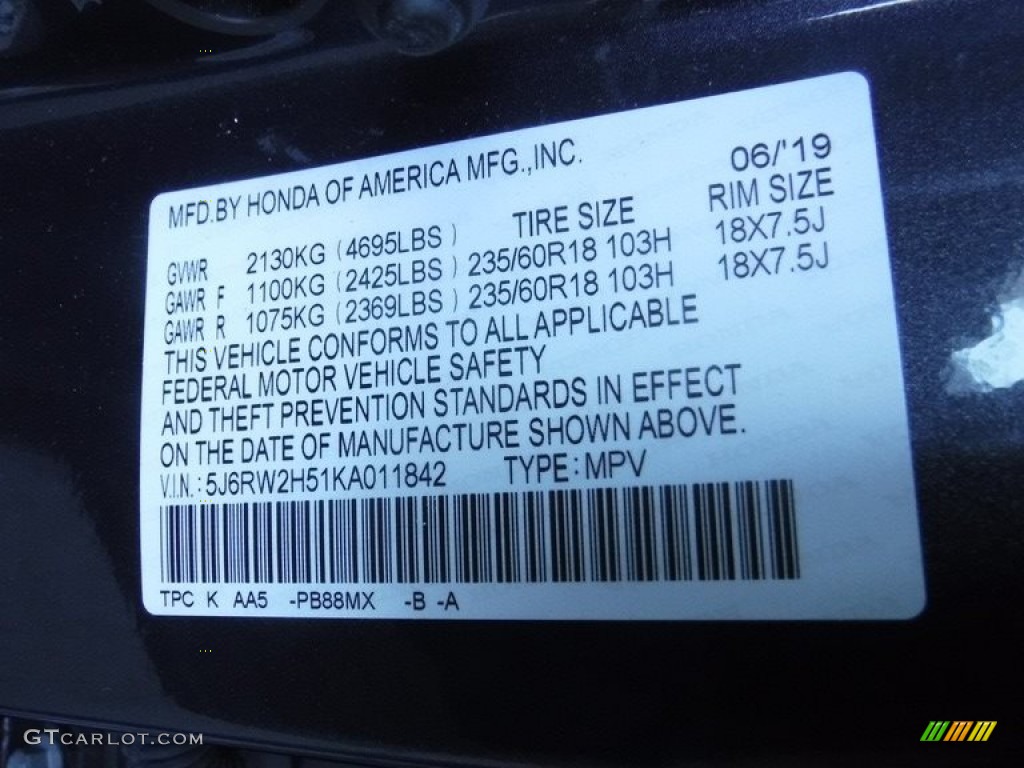 MFD.BY HONDA OF AMERICA MFG.,INC. 06/'19
TIRE SIZE RIM SIZE
GVWR 2130KG (4695LBS)
GAWR F 1100KG (2425LBS) 235/60R18 103H 18X7.5J
GAWR R 1075KG (2369LBS) 235/60R18 103H 18X7.5J
THIS VEHICLE CONFORMS TO ALL APPLICABLE
FEDERAL MOTOR VEHICLE SAFETY
AND THEFT PREVENTION STANDARDS IN EFFECT
ON THE DATE OF MANUFACTURE SHOWN ABOVE.
V.I.N.:5J6RW2H51KA011842 TYPE:MPV
TPC K AA5 -PB88MX -B -A
GTCARLOT.COM